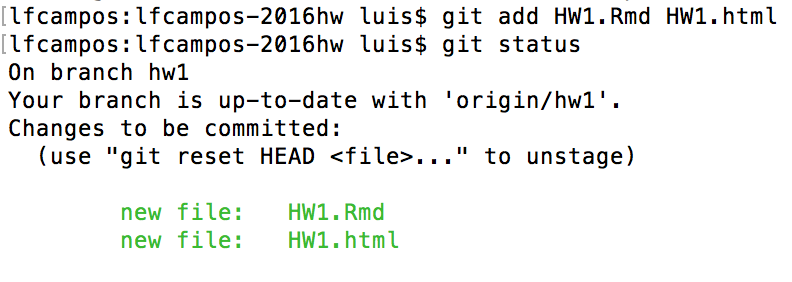 [lfcampos:lfcampos-2016hw luis$ git add HW1.Rmd HW1.html
[lfcampos:lfcampos-2016hw luis$ git status
On branch hw1
Your branch is up-to-date with 'origin/hw1'.
Changes to be committed:
  (use "git reset HEAD <file>..." to unstage)

        new file:   HW1.Rmd
        new file:   HW1.html